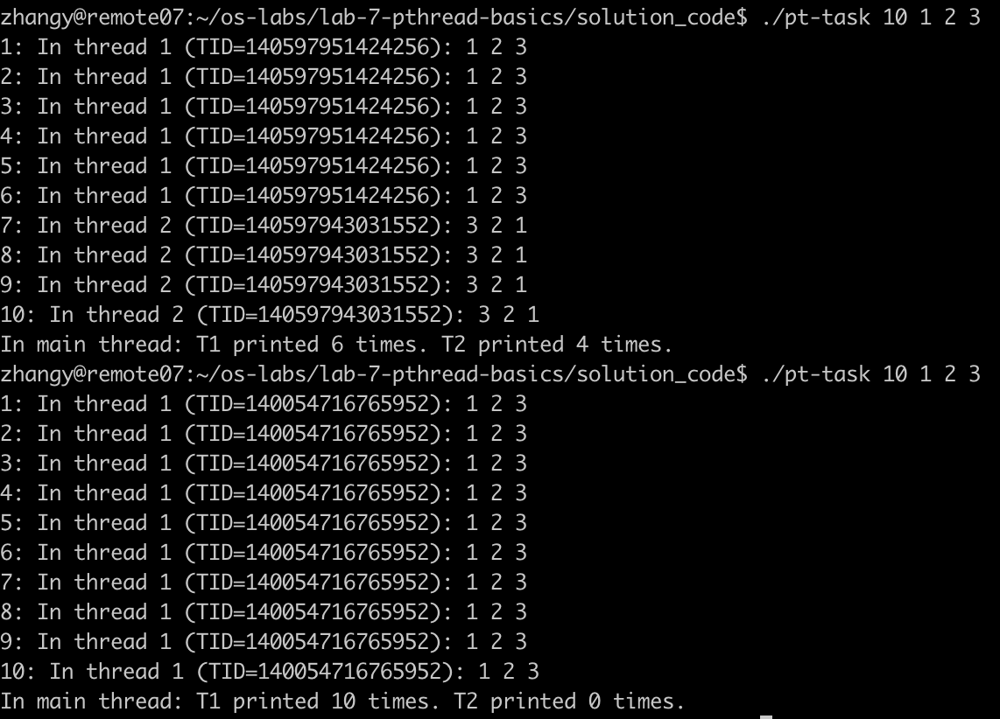 zhangy@remote07:~/os-labs/lab-7-pthread-basics/solution_code$ ./pt-task 10 1 2 3
1: In thread 1 (TID=140597951424256): 1 2 3
2: In thread 1 (TID=140597951424256): 1 2 3
3: In thread 1 (TID=140597951424256): 1 2 3
4: In thread 1 (TID=140597951424256): 1 2 3
5: In thread 1 (TID=140597951424256): 1 2 3
6: In thread 1 (TID=140597951424256): 1 2 3
7: In thread 2 (TID=140597943031552): 3 2 1
8: In thread 2 (TID=140597943031552): 3 2 1
9: In thread 2 (TID=140597943031552): 3 2 1
10: In thread 2 (TID=140597943031552): 3 2 1
In main thread: T1 printed 6 times. T2 printed 4 times.
zhangy@remote07:~/os-labs/lab-7-pthread-basics/solution_code$ ./pt-task 10 1 2 3
1: In thread 1 (TID=140054716765952): 1 2 3
2: In thread 1 (TID=140054716765952): 1 2 3
3: In thread 1 (TID=140054716765952): 1 2 3
4: In thread 1 (TID=140054716765952): 1 2 3
5: In thread 1 (TID=140054716765952): 1 2 3
6: In thread 1 (TID=140054716765952): 1 2 3
7: In thread 1 (TID=140054716765952): 1 2 3
8: In thread 1 (TID=140054716765952): 1 2 3
9: In thread 1 (TID=140054716765952): 1 2 3
10: In thread 1 (TID=140054716765952): 1 2 3
In main thread: T1 printed 10 times. T2 printed 0 times.